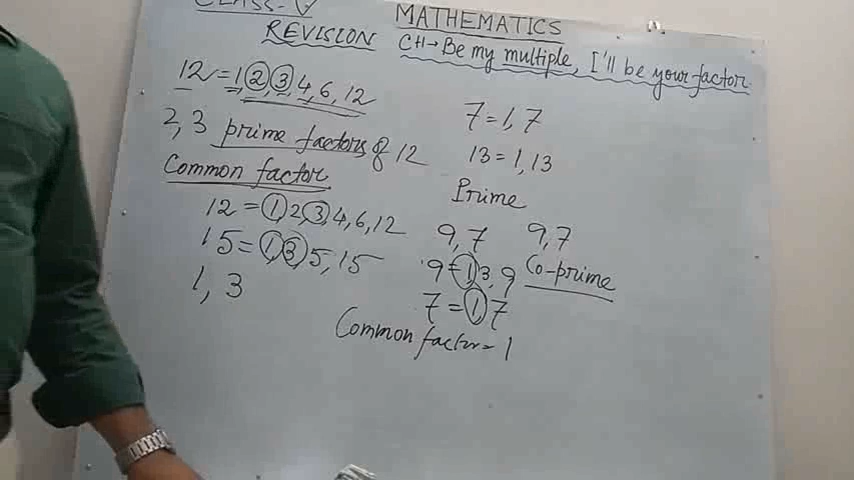 CLASS-V
MATHEMATICS
REVISION
CH→Be my multiple, I'll be your factor
12=1,2,3,4,6,12
2,3 prime factors of 12
Common factor
12=1,2,3,4,6,12
15=1,3,5,15
1,3
7=1,7
13=1,13
Prime
9,7
9=1,3,9
7=1,7
Common factor=1
9,7
Co-prime